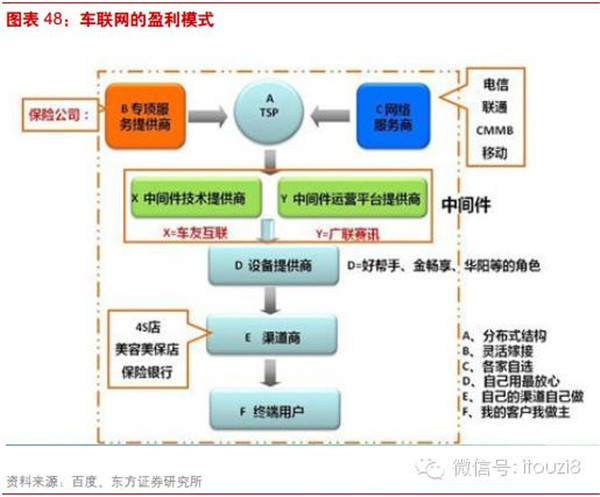 图表 48：车联网的盈利模式
保险公司：
B 专项服
务提供商
A
TSP
C 网络
服务商
电信
联通
CMMB
移动
X 中间件技术提供商
Y 中间件运营平台提供商
中间件
X=车友互联
Y=广联赛讯
D 设备提供商
D=好帮手、金畅享、华阳等的角色
4S店
美容美保店
保险银行
E 渠道商
F 终端用户
A、分布式结构
B、灵活嫁接
C、各家自选
D、自己用最放心
E、自己的渠道自己做
F、我的客户我做主
资料来源：百度、东方证券研究所
微信号: itouzi8